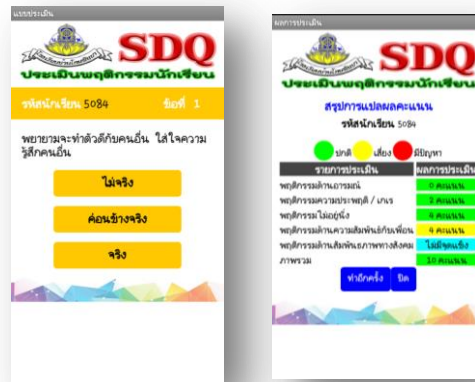 แบบประเมิน
SDQ
ประเมินพฤติกรรมนักเรียน
รหัสนักเรียน 5084 ข้อที่ 1
พยายามจะทำตัวดีกับคนอื่น ใส่ใจความ
รู้สึกคนอื่น
ไม่จริง
ค่อนข้างจริง
จริง
ผลการประเมิน
SDQ
ประเมินพฤติกรรมนักเรียน
สรุปการแปลผลคะแนน
รหัสนักเรียน 5084
ปกติ เสี่ยง มีปัญหา
รายการประเมิน ผลการประเมิน
พฤติกรรมด้านอารมณ์ 0 คะแนน
พฤติกรรมความประพฤติ / เกเร 2 คะแนน
พฤติกรรมไม่อยู่นิ่ง 4 คะแนน
พฤติกรรมด้านความสัมพันธ์กับเพื่อน 4 คะแนน
พฤติกรรมด้านสัมพันธภาพทางสังคม ไม่มีจุดแข็ง
ภาพรวม 10 คะแนน
ทำอีกครั้ง ปิด